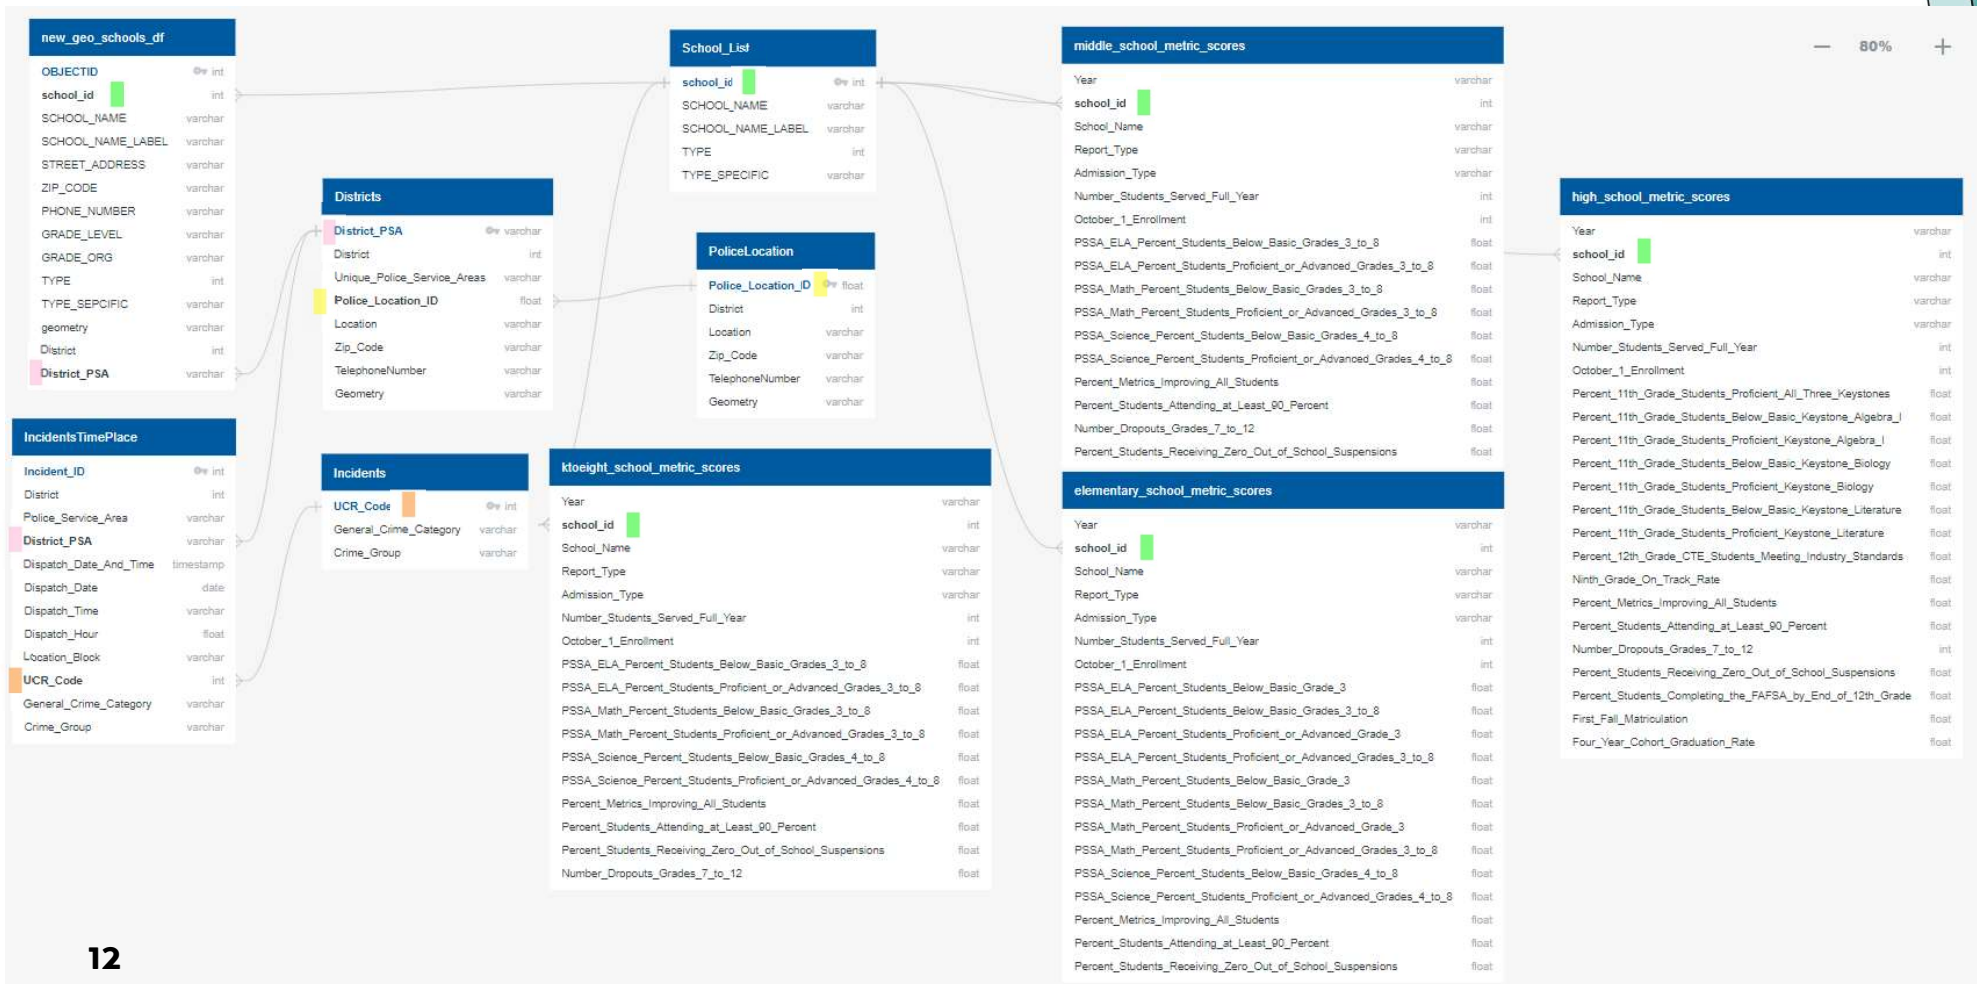 new_geo_schools_df
OBJECTID int
school_id int
SCHOOL_NAME varchar
SCHOOL_NAME_LABEL varchar
STREET_ADDRESS varchar
ZIP_CODE varchar
PHONE_NUMBER varchar
GRADE_LEVEL varchar
GRADE_ORG varchar
TYPE int
TYPE_SEPCIFIC varchar
geometry varchar
District int
District_PSA varchar
IncidentsTimePlace
Incident_ID int
District int
Police_Service_Area varchar
District_PSA varchar
Dispatch_Date_And_Time timestamp
Dispatch_Date date
Dispatch_Time varchar
Dispatch_Hour float
Location_Block varchar
UCR_Code int
General_Crime_Category varchar
Crime_Group varchar
Districts
District_PSA varchar
District int
Unique_Police_Service_Areas varchar
Police_Location_ID float
Location varchar
Zip_Code varchar
TelephoneNumber varchar
Geometry varchar
Incidents
UCR_Code int
General_Crime_Category varchar
Crime_Group varchar
School_List
school_id int
SCHOOL_NAME varchar
SCHOOL_NAME_LABEL varchar
TYPE int
TYPE_SPECIFIC varchar
PoliceLocation
Police_Location_ID float
District int
Location varchar
Zip_Code varchar
TelephoneNumber varchar
Geometry varchar
ktoeight_school_metric_scores
Year varchar
school_id int
School_Name varchar
Report_Type varchar
Admission_Type varchar
Number_Students_Served_Full_Year int
October_1_Enrollment int
PSSA_ELA_Percent_Students_Below_Basic_Grades_3_to_8 float
PSSA_ELA_Percent_Students_Proficient_or_Advanced_Grades_3_to_8 float
PSSA_Math_Percent_Students_Below_Basic_Grades_3_to_8 float
PSSA_Math_Percent_Students_Proficient_or_Advanced_Grades_3_to_8 float
PSSA_Science_Percent_Students_Below_Basic_Grades_4_to_8 float
PSSA_Science_Percent_Students_Proficient_or_Advanced_Grades_4_to_8 float
Percent_Metrics_Improving_All_Students float
Percent_Students_Attending_at_Least_90_Percent float
Percent_Students_Receiving_Zero_Out_of_School_Suspensions float
Number_Dropouts_Grades_7_to_12 float
middle_school_metric_scores
Year varchar
school_id int
School_Name varchar
Report_Type varchar
Admission_Type varchar
Number_Students_Served_Full_Year int
October_1_Enrollment int
PSSA_ELA_Percent_Students_Below_Basic_Grades_3_to_8 float
PSSA_ELA_Percent_Students_Proficient_or_Advanced_Grades_3_to_8 float
PSSA_Math_Percent_Students_Below_Basic_Grades_3_to_8 float
PSSA_Math_Percent_Students_Proficient_or_Advanced_Grades_3_to_8 float
PSSA_Science_Percent_Students_Below_Basic_Grades_4_to_8 float
PSSA_Science_Percent_Students_Proficient_or_Advanced_Grades_4_to_8 float
Percent_Metrics_Improving_All_Students float
Percent_Students_Attending_at_Least_90_Percent float
Number_Dropouts_Grades_7_to_12 float
Percent_Students_Receiving_Zero_Out_of_School_Suspensions float
elementary_school_metric_scores
Year varchar
school_id int
School_Name varchar
Report_Type varchar
Admission_Type varchar
Number_Students_Served_Full_Year int
October_1_Enrollment int
PSSA_ELA_Percent_Students_Below_Basic_Grade_3 float
PSSA_ELA_Percent_Students_Below_Basic_Grades_3_to_8 float
PSSA_ELA_Percent_Students_Proficient_or_Advanced_Grade_3 float
PSSA_ELA_Percent_Students_Proficient_or_Advanced_Grades_3_to_8 float
PSSA_Math_Percent_Students_Below_Basic_Grade_3 float
PSSA_Math_Percent_Students_Below_Basic_Grades_3_to_8 float
PSSA_Math_Percent_Students_Proficient_or_Advanced_Grade_3 float
PSSA_Math_Percent_Students_Proficient_or_Advanced_Grades_3_to_8 float
PSSA_Science_Percent_Students_Below_Basic_Grades_4_to_8 float
PSSA_Science_Percent_Students_Proficient_or_Advanced_Grades_4_to_8 float
Percent_Metrics_Improving_All_Students float
Percent_Students_Attending_at_Least_90_Percent float
Percent_Students_Receiving_Zero_Out_of_School_Suspensions float
— 80% +
high_school_metric_scores
Year varchar
school_id int
School_Name varchar
Report_Type varchar
Admission_Type varchar
Number_Students_Served_Full_Year int
October_1_Enrollment int
Percent_11th_Grade_Students_Proficient_All_Three_Keystones float
Percent_11th_Grade_Students_Below_Basic_Keystone_Algebra_I float
Percent_11th_Grade_Students_Proficient_Keystone_Algebra_I float
Percent_11th_Grade_Students_Below_Basic_Keystone_Biology float
Percent_11th_Grade_Students_Proficient_Keystone_Biology float
Percent_11th_Grade_Students_Below_Basic_Keystone_Literature float
Percent_11th_Grade_Students_Proficient_Keystone_Literature float
Percent_12th_Grade_CTE_Students_Meeting_Industry_Standards float
Ninth_Grade_On_Track_Rate float
Percent_Metrics_Improving_All_Students float
Percent_Students_Attending_at_Least_90_Percent float
Number_Dropouts_Grades_7_to_12 int
Percent_Students_Receiving_Zero_Out_of_School_Suspensions float
Percent_Students_Completing_the_FAFSA_by_End_of_12th_Grade float
First_Fall_Matriculation float
Four_Year_Cohort_Graduation_Rate float
12